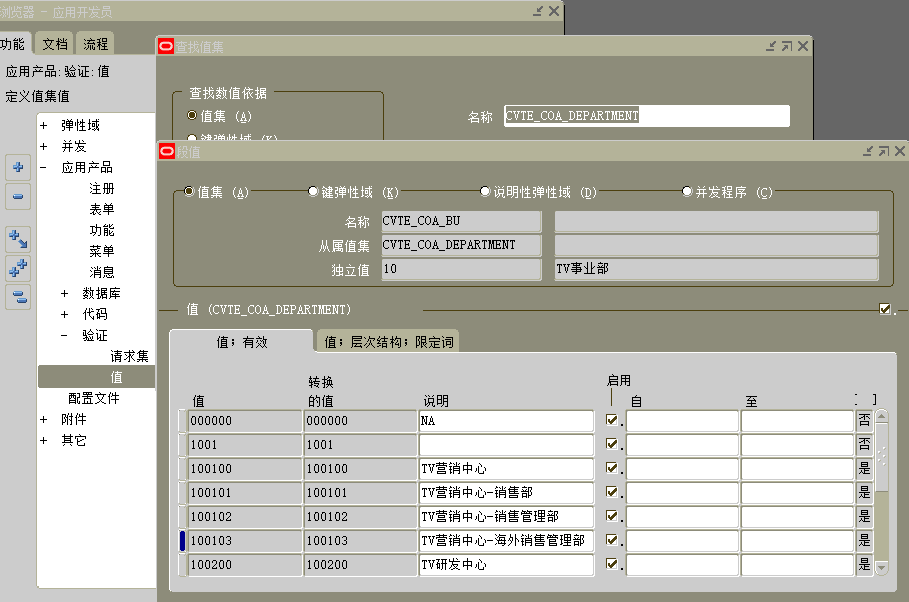 浏览器 - 应用开发员
功能 文档 流程
应用产品: 验证: 值
定义值集值
+ 弹性域
+ 并发
- 应用产品
注册
表单
功能
菜单
消息
+ 数据库
+ 代码
- 验证
请求集
值
配置文件
+ 附件
+ 其它
查找值集
查找数值依据
值集 (A)
键弹性域 (K)
名称 CVTE_COA_DEPARTMENT
段值
值集 (A) 键弹性域 (K) 说明性弹性域 (D) 并发程序 (C)
名称 CVTE_COA_BU
从属值集 CVTE_COA_DEPARTMENT
独立值 10 TV事业部
值 (CVTE_COA_DEPARTMENT)
值; 有效 值; 层次结构; 限定词
转换 启用
值 的值 说明 自 至 [ ]
000000 000000 NA 否
1001 1001 否
100100 100100 TV营销中心 是
100101 100101 TV营销中心-销售部 是
100102 100102 TV营销中心-销售管理部 是
100103 100103 TV营销中心-海外销售管理部 是
100200 100200 TV研发中心 是